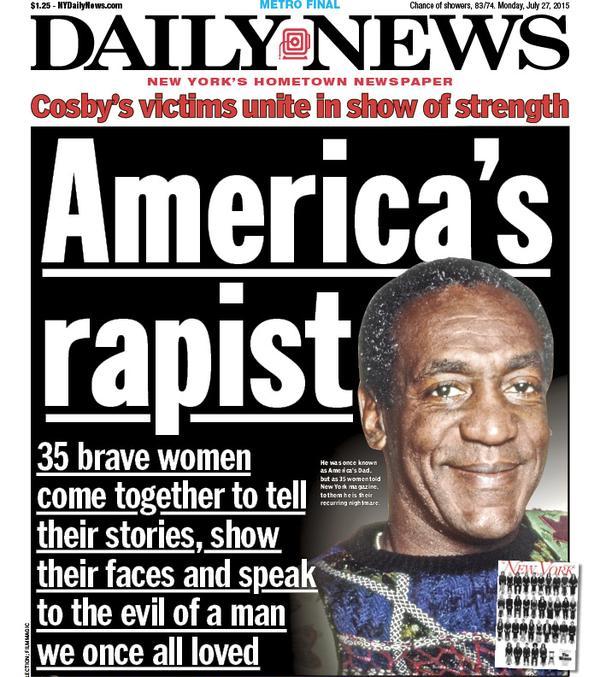 $1.25 - NYDailyNews.com
METRO FINAL
Chance of showers, 83/74. Monday, July 27, 2015
DAILY NEWS
NEW YORK'S HOMETOWN NEWSPAPER
Cosby's victims unite in show of strength
America's
rapist
35 brave women
come together to tell
their stories, show
their faces and speak
to the evil of a man
we once all loved
He was once known
as America's Dad,
but as 35 women told
New York magazine,
to them he is their
recurring nightmare.
NEW YORK
LECTION/FILMMAGIC